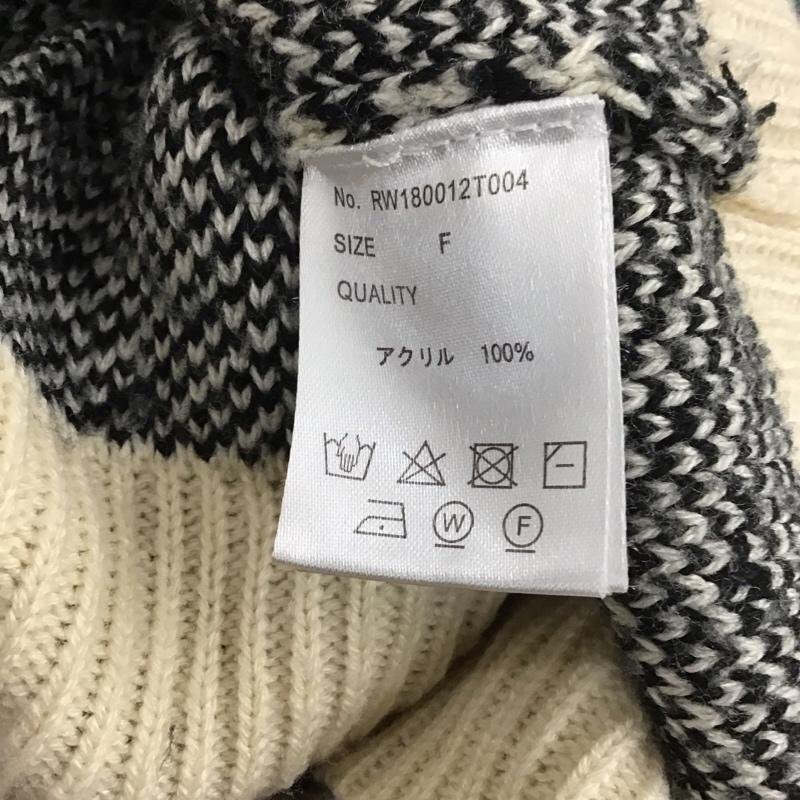 No. RW180012T004
SIZE F
QUALITY
アクリル 100%
W F